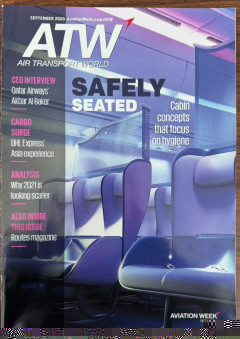 SEPTEMBER 2020 AviationWeek.com/ATW
ATW
AIR TRANSPORT WORLD
CEO INTERVIEW
Qatar Airways'
Akbar Al Baker
CARGO
SURGE
DHL Express'
Asia experience
ANALYSIS
Why 2021 is
looking scarier
ALSO INSIDE
THIS ISSUE
Routes magazine
SAFELY
SEATED
Cabin
concepts
that focus
on hygiene
AVIATION WEEK
NETWORK